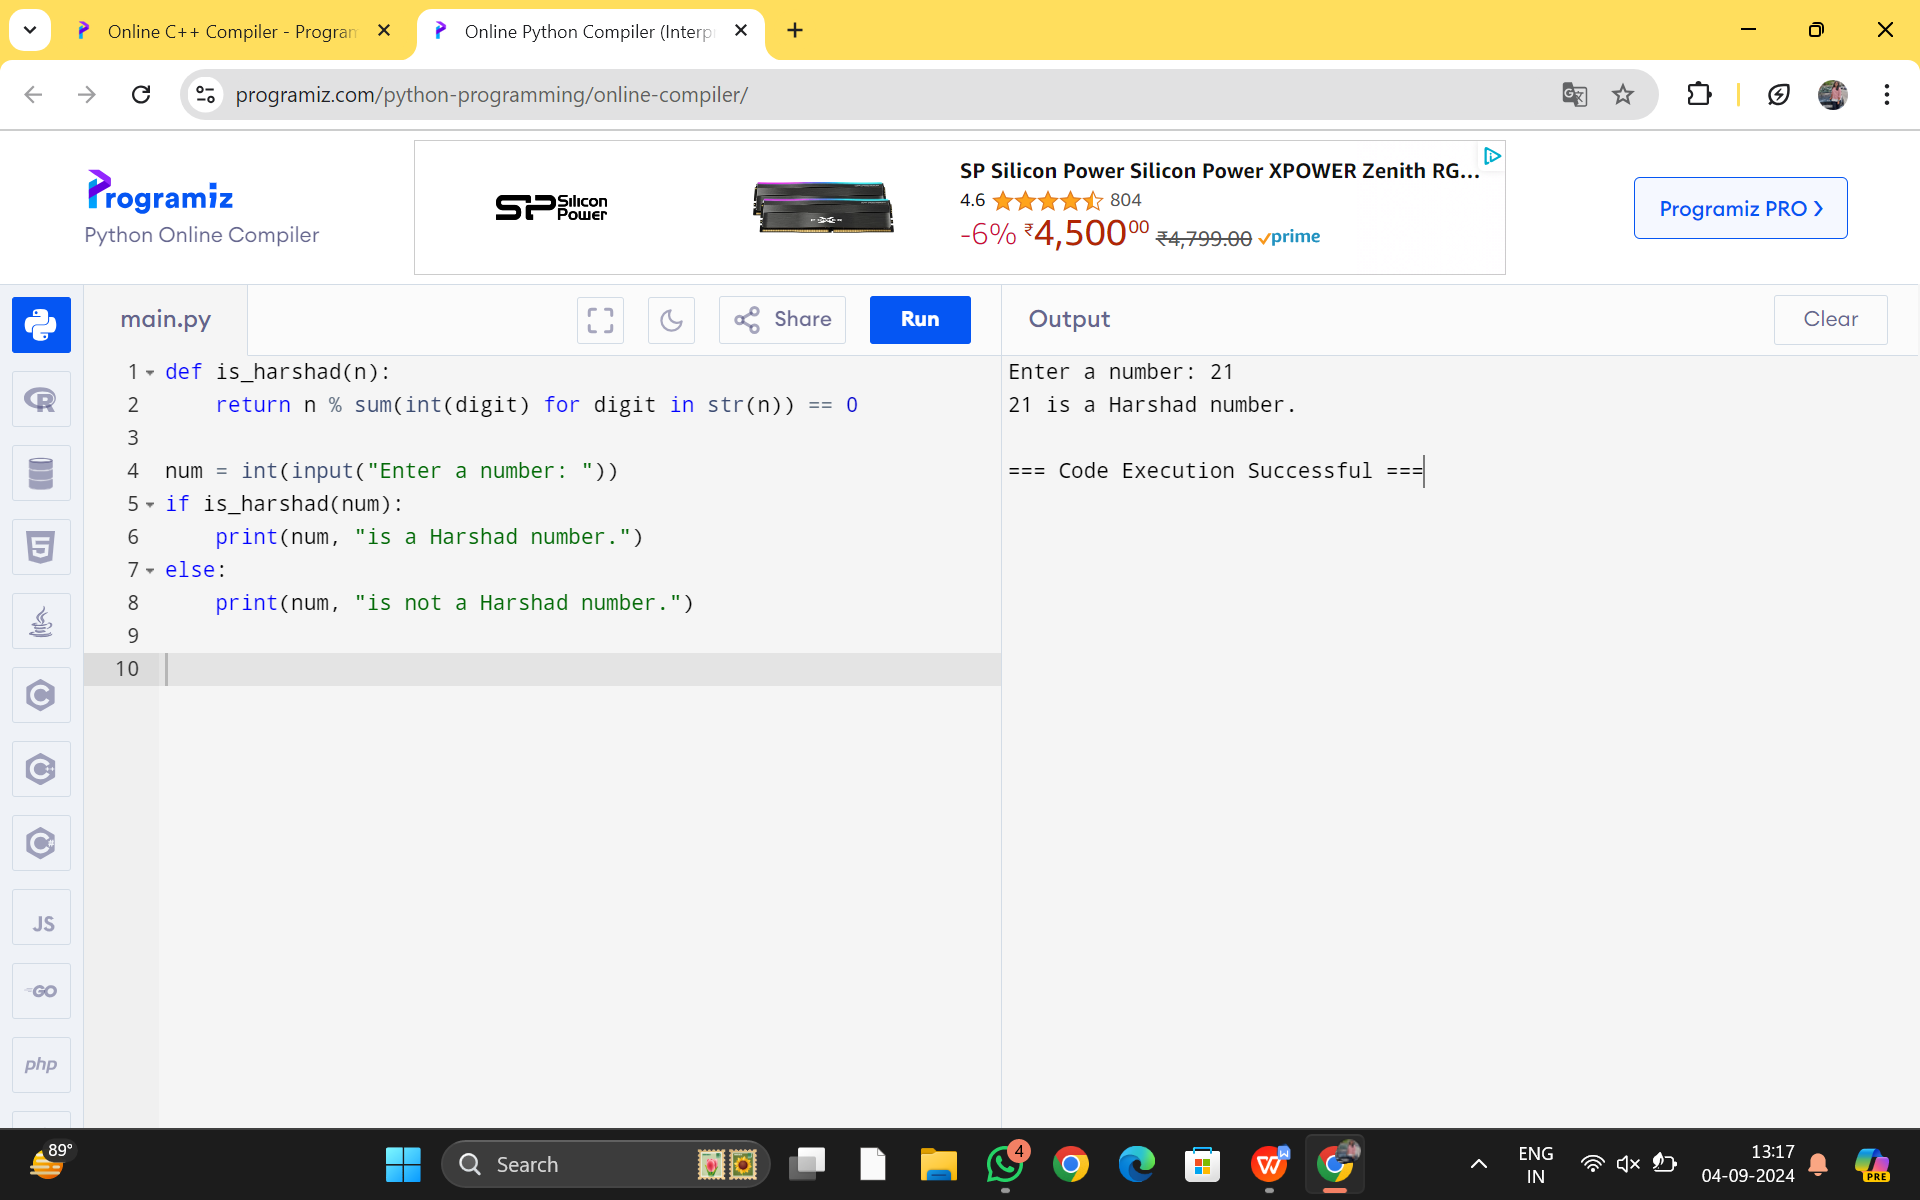 Online C++ Compiler - Program
Online Python Compiler (Interp
programiz.com/python-programming/online-compiler/
Programiz
Python Online Compiler
SP Silicon Power
SP Silicon Power Silicon Power XPOWER Zenith RG...
4.6 804
-6% ₹4,500⁰⁰ ₹4,799.00 prime
Programiz PRO >
main.py
Share
Run
Output
Clear
1 def is_harshad(n):
2 return n % sum(int(digit) for digit in str(n)) == 0
3
4 num = int(input("Enter a number: "))
5 if is_harshad(num):
6 print(num, "is a Harshad number.")
7 else:
8 print(num, "is not a Harshad number.")
9
10
Enter a number: 21
21 is a Harshad number.
=== Code Execution Successful ===
R
5
C
C++
C#
JS
GO
php
89°
Search
4
W
W
ENG
IN
13:17
04-09-2024
PRE